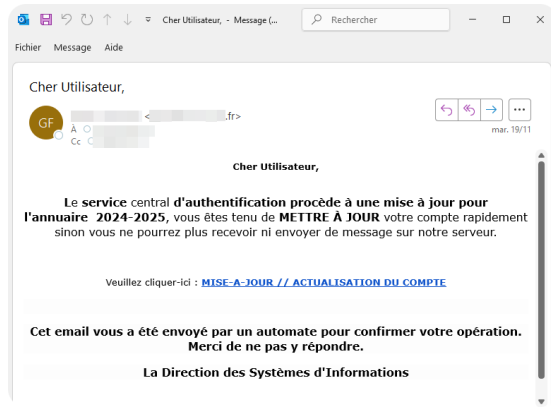 Cher Utilisateur, - Message (...
Rechercher
Fichier Message Aide
Cher Utilisateur,
GF
< .fr>
À
Cc
mar. 19/11
Cher Utilisateur,
Le service central d'authentification procède à une mise à jour pour
l'annuaire 2024-2025, vous êtes tenu de METTRE À JOUR votre compte rapidement
sinon vous ne pourrez plus recevoir ni envoyer de message sur notre serveur.
Veuillez cliquer-ici : MISE-A-JOUR // ACTUALISATION DU COMPTE
Cet email vous a été envoyé par un automate pour confirmer votre opération.
Merci de ne pas y répondre.
La Direction des Systèmes d'Informations